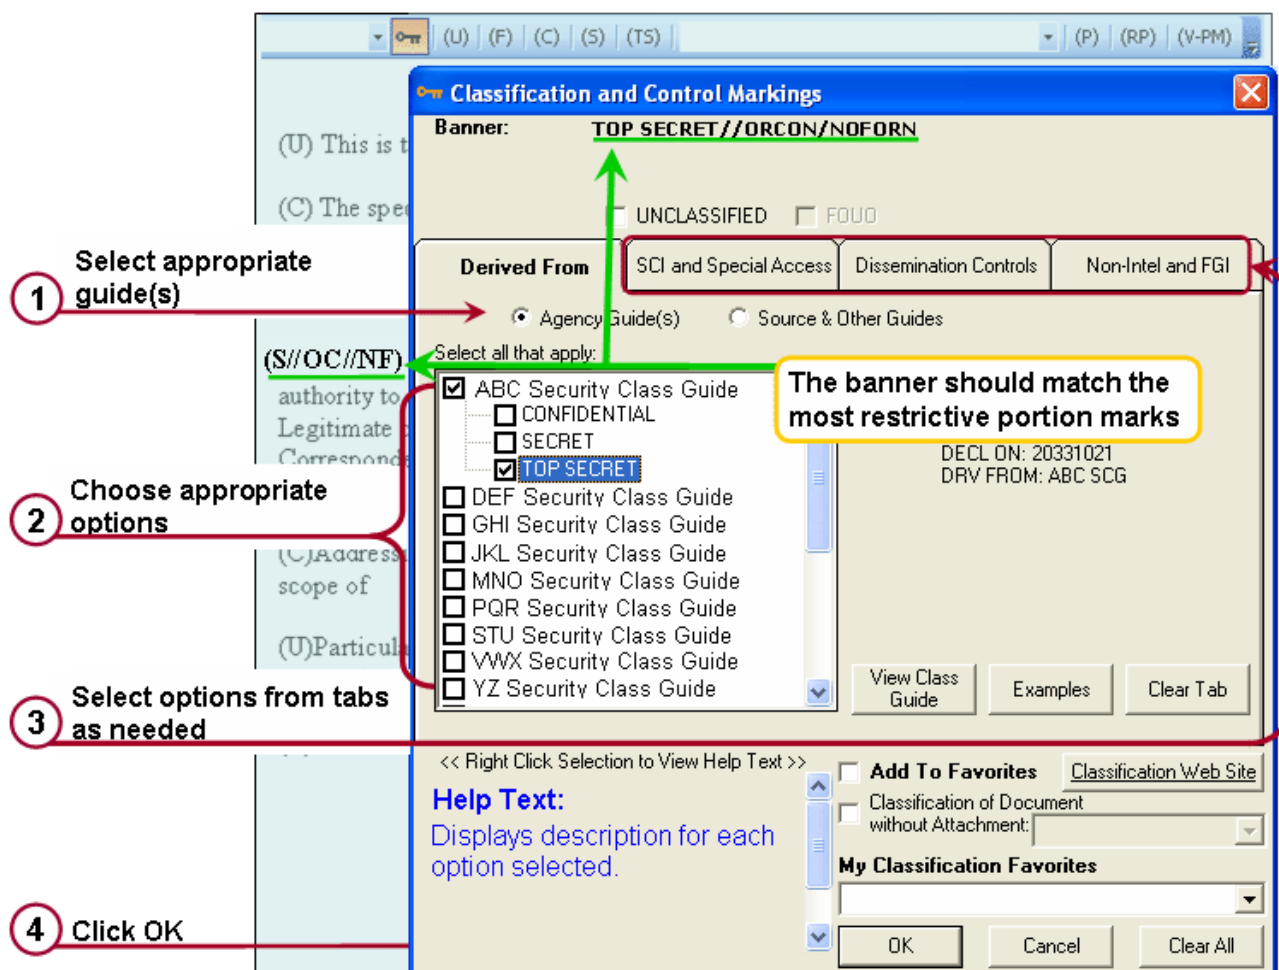 (U) (F) (C) (S) (TS) (P) (RP) (V-PM)
Classification and Control Markings
Banner: TOP SECRET//ORCON/NOFORN
(U) This is t
(C) The spe
UNCLASSIFIED FOUO
Select appropriate
guide(s)
1
Derived From SCI and Special Access Dissemination Controls Non-Intel and FGI
Agency Guide(s) Source & Other Guides
Select all that apply:
(S//OC//NF)
The banner should match the
most restrictive portion marks
authority to
Legitimate
Corresponde
ABC Security Class Guide
CONFIDENTIAL
SECRET
TOP SECRET
DECL ON: 20331021
DRV FROM: ABC SCG
Choose appropriate
options
2
DEF Security Class Guide
GHI Security Class Guide
JKL Security Class Guide
MNO Security Class Guide
PQR Security Class Guide
STU Security Class Guide
VWX Security Class Guide
YZ Security Class Guide
(C)Addressi
scope of
(U)Particula
View Class
Guide
Examples
Clear Tab
Select options from tabs
as needed
3
<< Right Click Selection to View Help Text >>
Help Text:
Displays description for each
option selected.
Add To Favorites Classification Web Site
Classification of Document
without Attachment:
My Classification Favorites
4 Click OK
OK Cancel Clear All